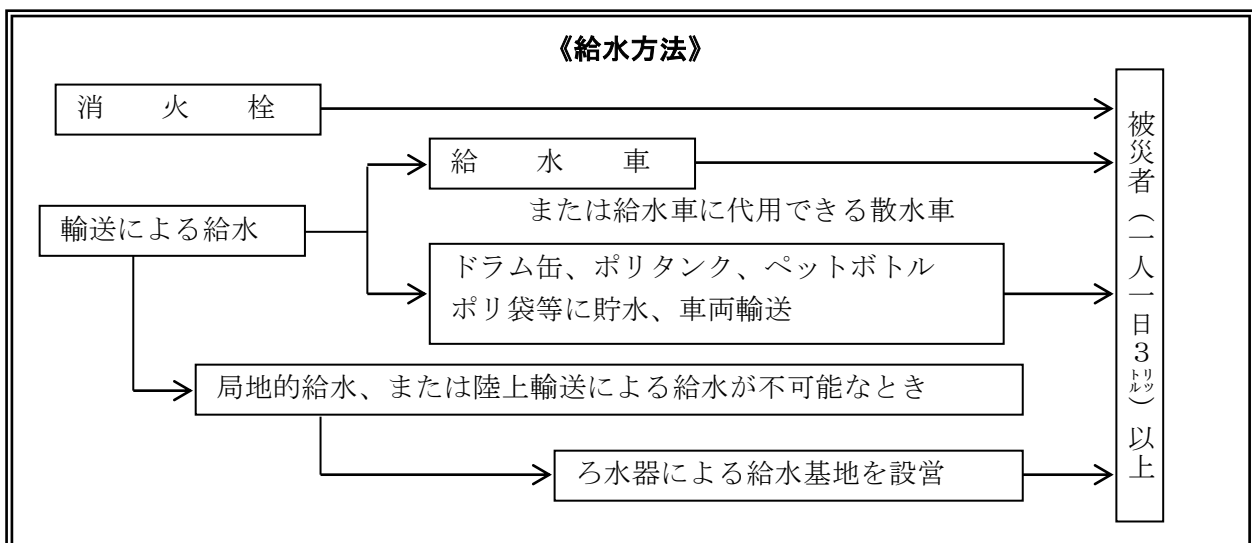 《給水方法》
消火栓
給水車
または給水車に代用できる散水車
輸送による給水
ドラム缶、ポリタンク、ペットボトル
ポリ袋等に貯水、車両輸送
局地的給水、または陸上輸送による給水が不可能なとき
ろ水器による給水基地を設営
被災者（一人一日３リットル）以上